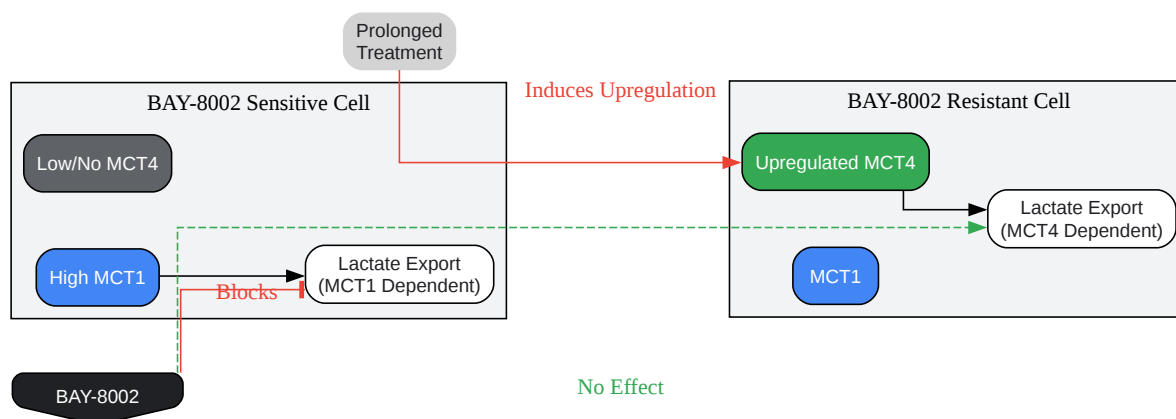 Prolonged
Treatment
Induces Upregulation
BAY-8002 Sensitive Cell
BAY-8002 Resistant Cell
Low/No MCT4
Upregulated MCT4
Lactate Export
(MCT4 Dependent)
High MCT1
Lactate Export
(MCT1 Dependent)
Blocks
MCT1
BAY-8002
No Effect